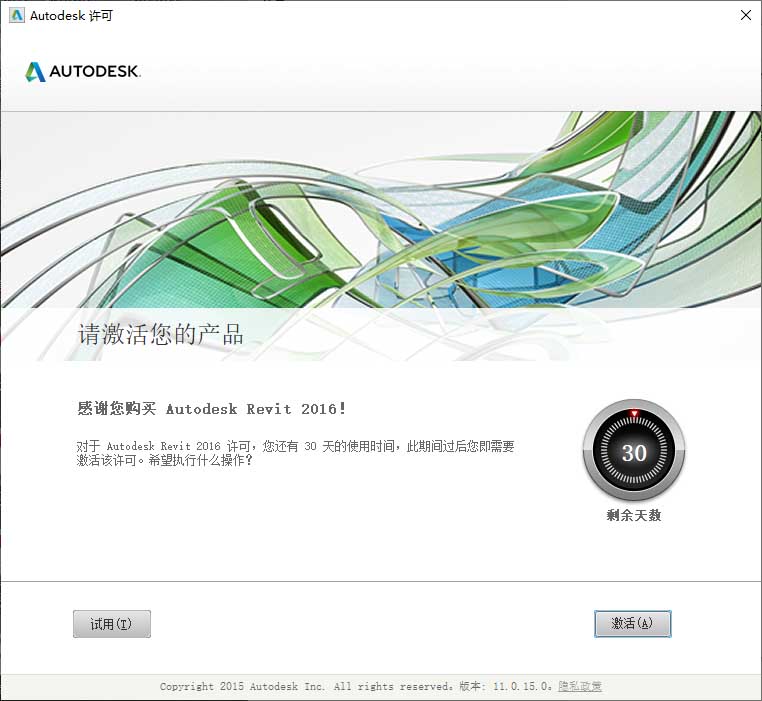 Autodesk 许可
AUTODESK.
请激活您的产品
感谢您购买 Autodesk Revit 2016!
对于 Autodesk Revit 2016 许可，您还有 30 天的使用时间，此期间过后您即需要
激活该许可。希望执行什么操作?
30
剩余天数
试用(T)
激活(A)
Copyright 2015 Autodesk Inc. All rights reserved。版本: 11.0.15.0。隐私政策